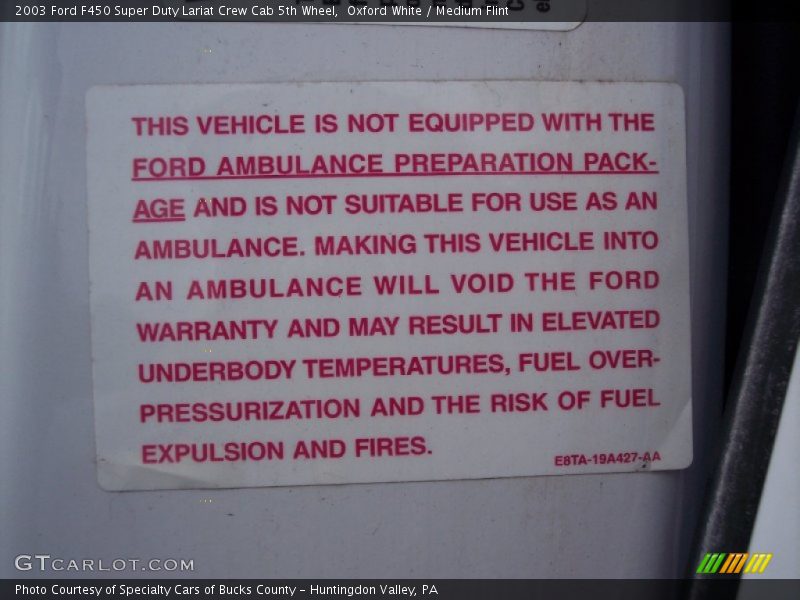 2003 Ford F450 Super Duty Lariat Crew Cab 5th Wheel,  Oxford White / Medium Flint
THIS VEHICLE IS NOT EQUIPPED WITH THE
FORD AMBULANCE PREPARATION PACK-
AGE AND IS NOT SUITABLE FOR USE AS AN
AMBULANCE. MAKING THIS VEHICLE INTO
AN AMBULANCE WILL VOID THE FORD
WARRANTY AND MAY RESULT IN ELEVATED
UNDERBODY TEMPERATURES, FUEL OVER-
PRESSURIZATION AND THE RISK OF FUEL
EXPULSION AND FIRES.
E8TA-19A427-AA
GTCARLOT.COM
Photo Courtesy of Specialty Cars of Bucks County – Huntingdon Valley, PA